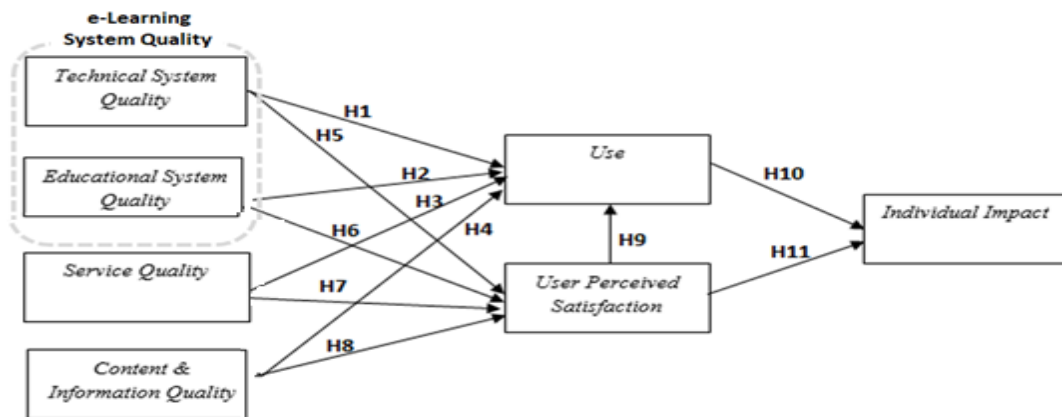 e-Learning
System Quality
Technical System
Quality
H1
H5
Educational System
Quality
H2
H3
H4
H6
Service Quality
H7
Content &
Information Quality
H8
Use
H9
User Perceived
Satisfaction
H10
H11
Individual Impact